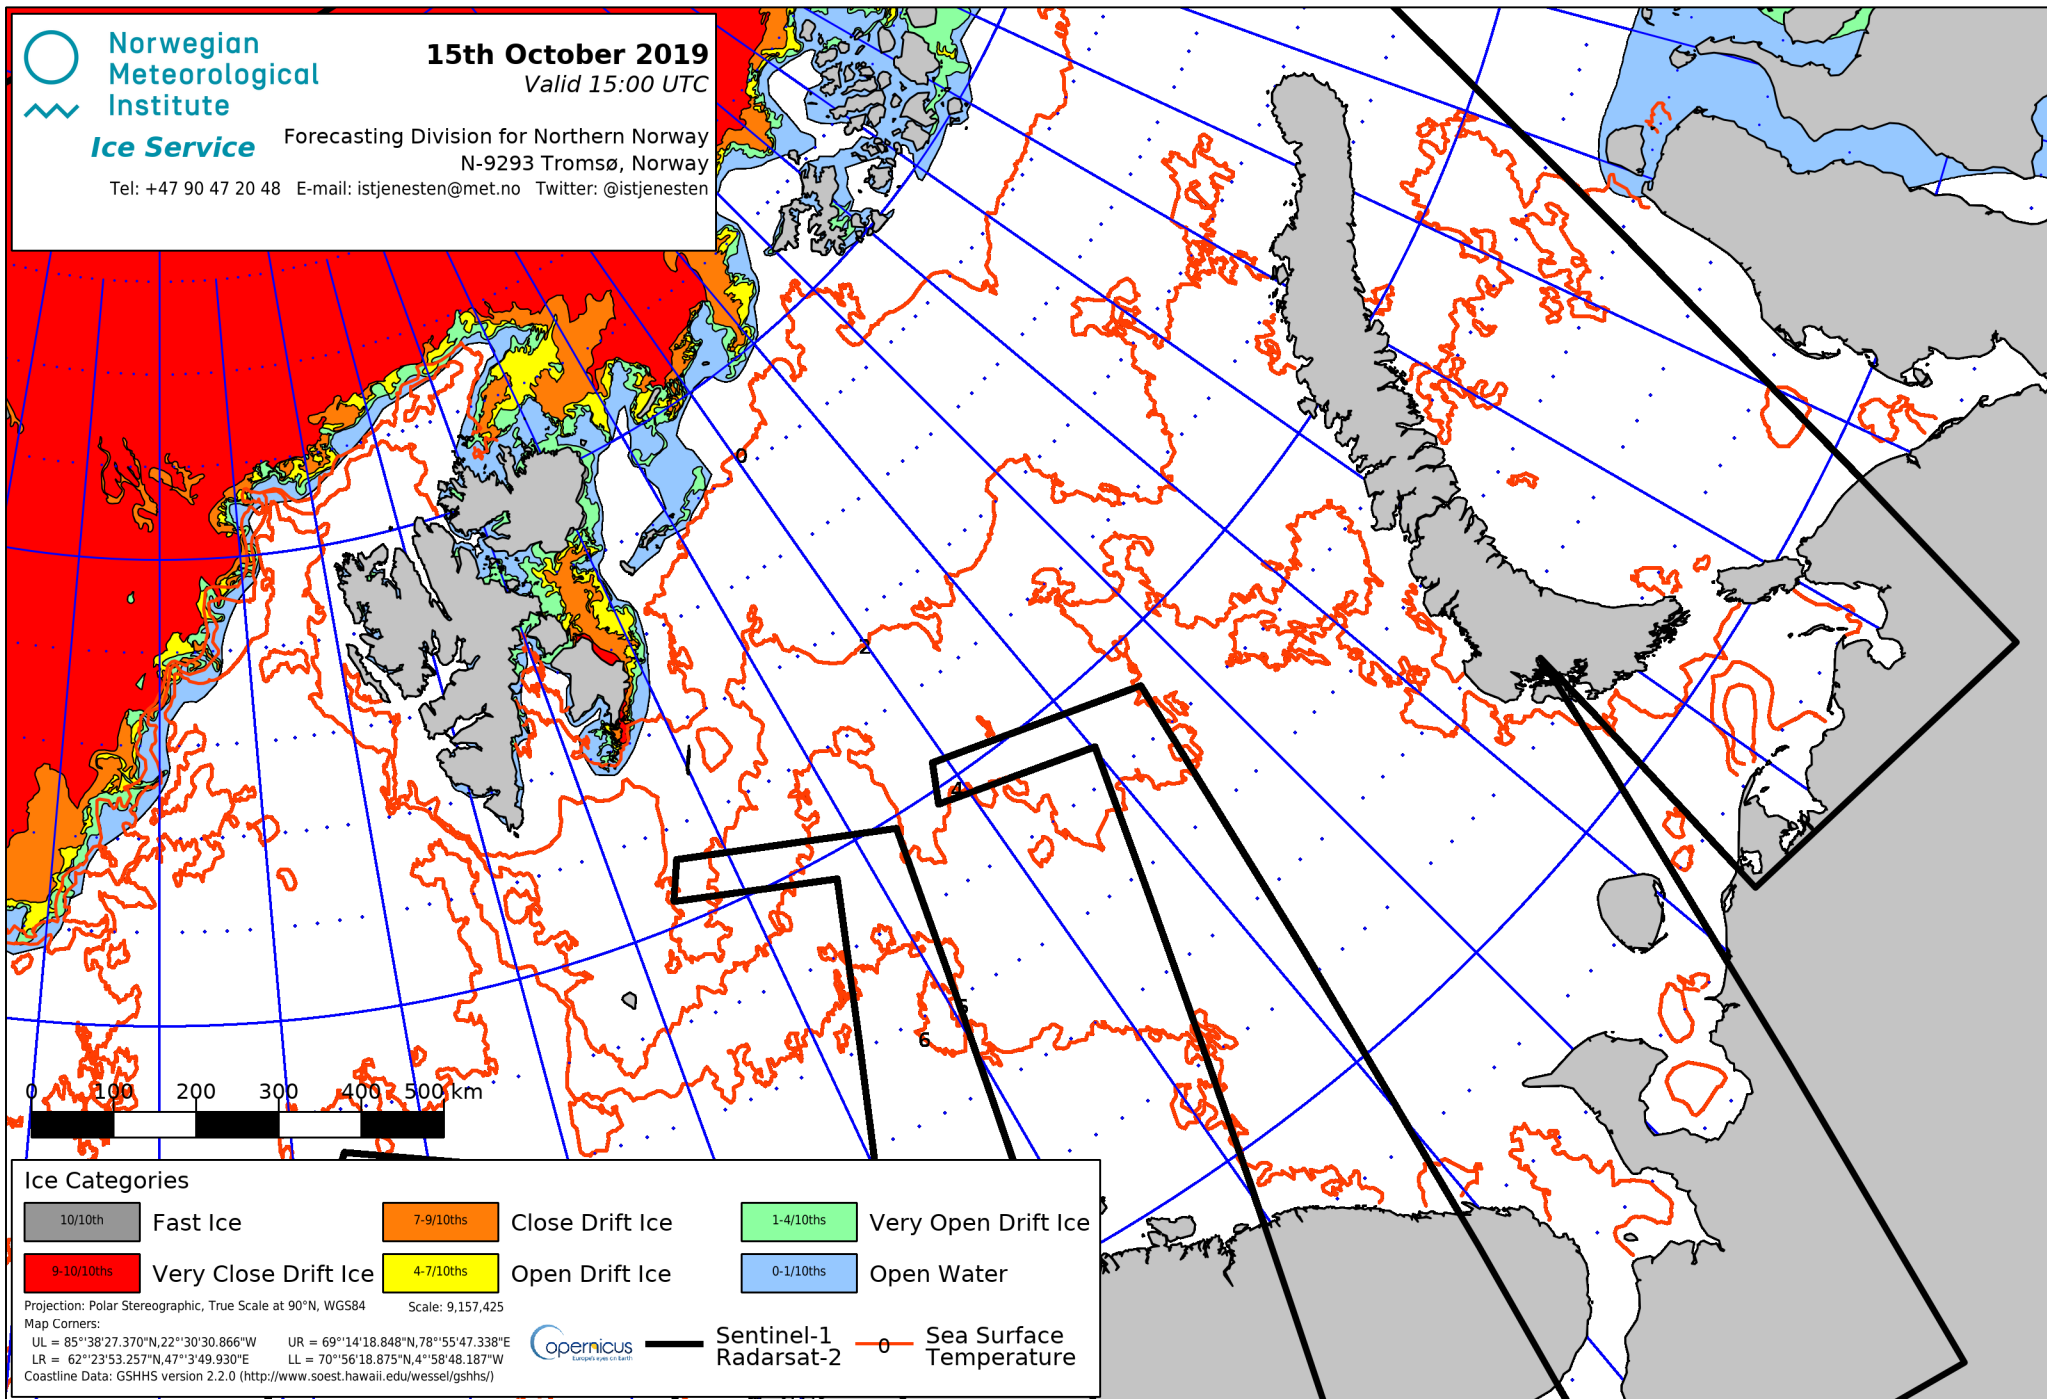 Norwegian
Meteorological
Institute
Ice Service
15th October 2019
Valid 15:00 UTC
Forecasting Division for Northern Norway
N-9293 Tromsø, Norway
Tel: +47 90 47 20 48 E-mail: istjenesten@met.no Twitter: @istjenesten
0
2
4
5
6
0 100 200 300 400 500 km
Ice Categories
10/10th Fast Ice
7-9/10ths Close Drift Ice
1-4/10ths Very Open Drift Ice
9-10/10ths Very Close Drift Ice
4-7/10ths Open Drift Ice
0-1/10ths Open Water
Projection: Polar Stereographic, True Scale at 90°N, WGS84 Scale: 9,157,425
Map Corners:
UL = 85°38'27.370"N,22°30'30.866"W UR = 69°14'18.848"N,78°55'47.338"E
LR = 62°23'53.257"N,47°3'49.930"E LL = 70°56'18.875"N,4°58'48.187"W
Coastline Data: GSHHS version 2.2.0 (http://www.soest.hawaii.edu/wessel/gshhs/)
Copernicus
Europe's eyes on Earth
Sentinel-1
Radarsat-2
0
Sea Surface
Temperature